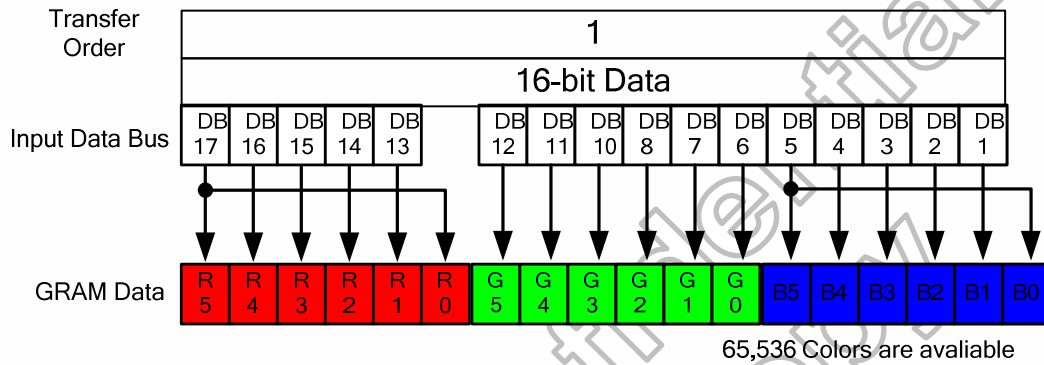 Transfer Order
1
16-bit Data
Input Data Bus
DB 17 DB 16 DB 15 DB 14 DB 13 DB 12 DB 11 DB 10 DB 8 DB 7 DB 6 DB 5 DB 4 DB 3 DB 2 DB 1
GRAM Data
R 5 R 4 R 3 R 2 R 1 R 0 G 5 G 4 G 3 G 2 G 1 G 0 B5 B4 B3 B2 B1 B0
65,536 Colors are avaliable